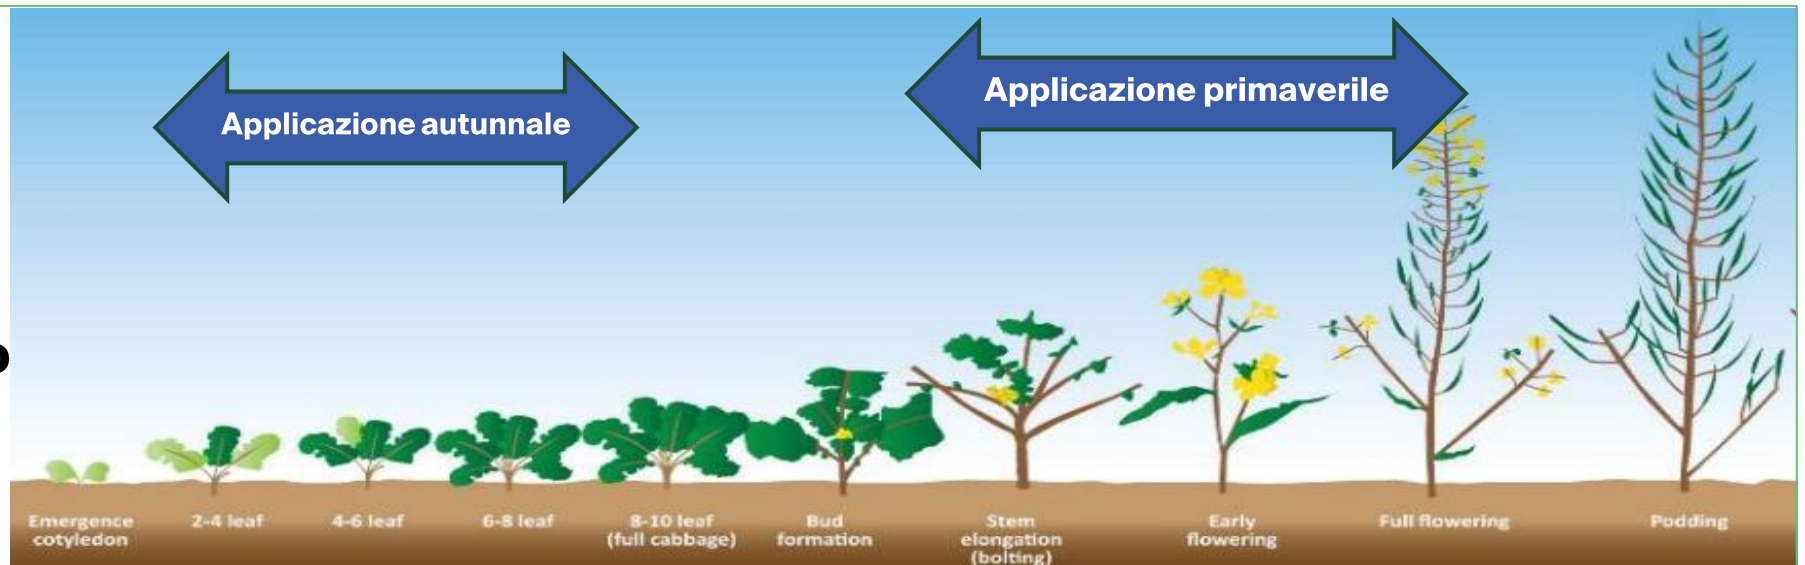 Applicazione autunnale
Applicazione primaverile
Emergence
cotyledon
2-4 leaf
4-6 leaf
6-8 leaf
8-10 leaf
(full cabbage)
Bud
formation
Stem
elongation
(bolting)
Early
flowering
Full flowering
Podding